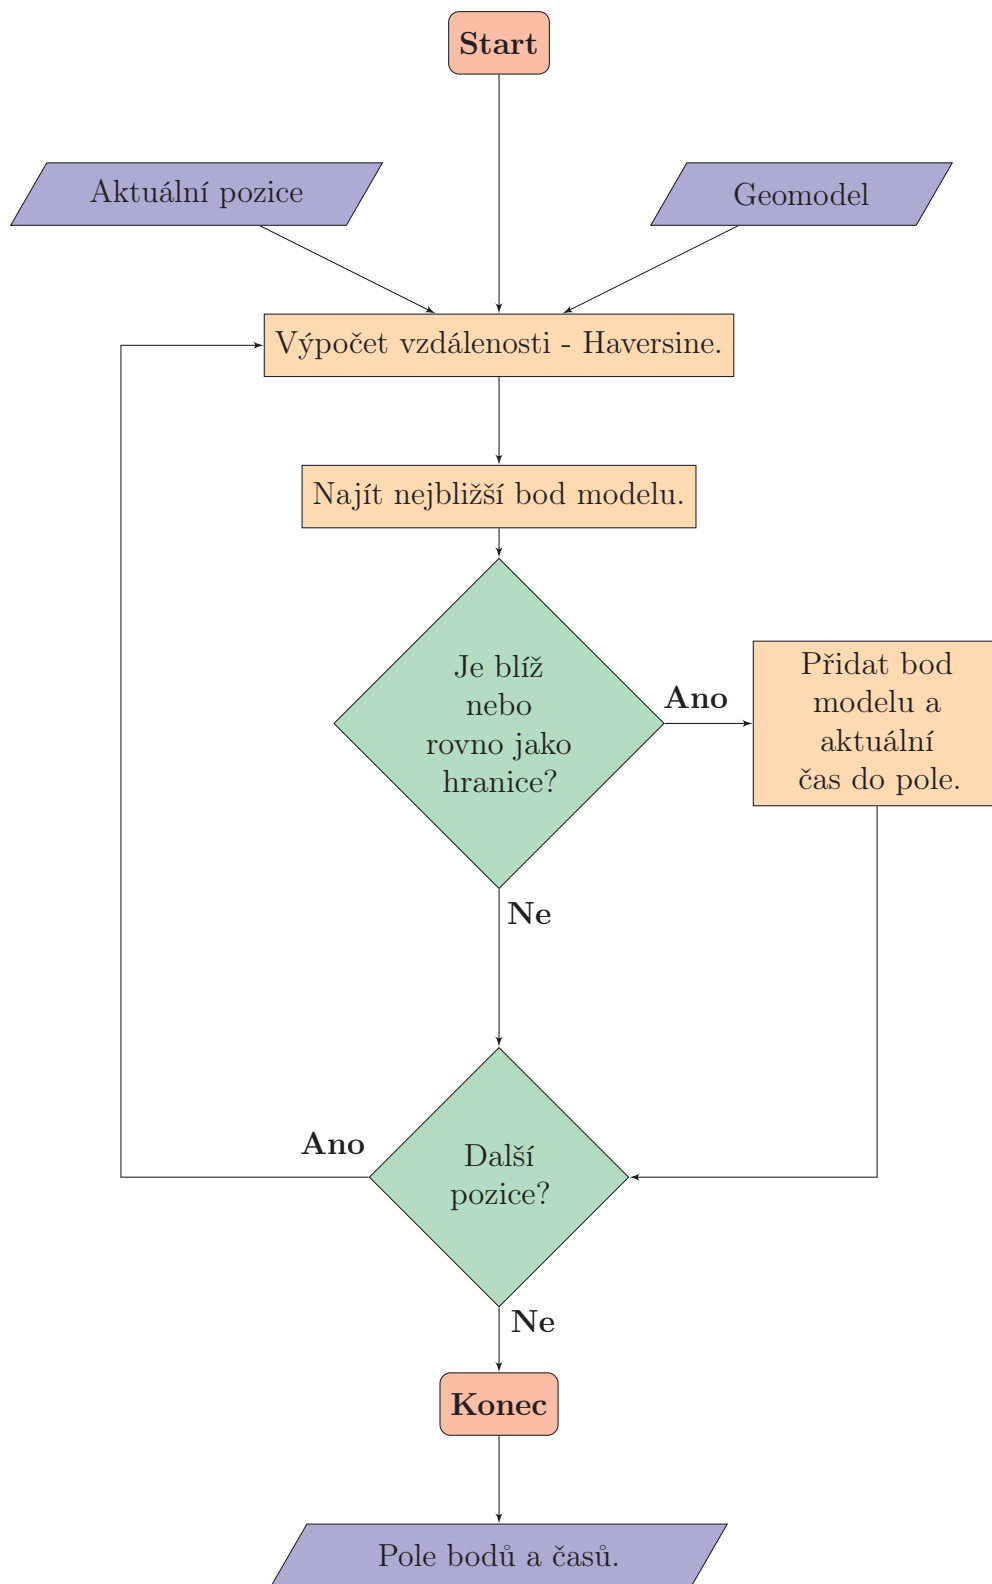 Start
Aktuální pozice
Geomodel
Výpočet vzdálenosti - Haversine.
Najít nejbližší bod modelu.
Je blíž
nebo
rovno jako
hranice?
Ano
Přidat bod
modelu a
aktuální
čas do pole.
Ne
Další
pozice?
Ano
Ne
Konec
Pole bodů a časů.